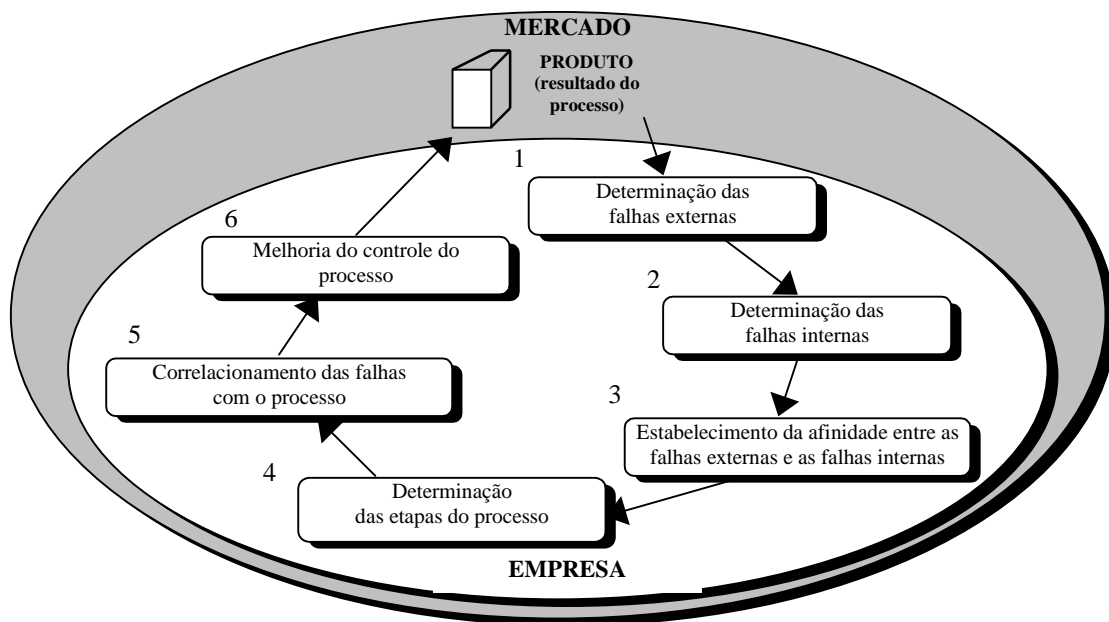 MERCADO
PRODUTO
(resultado do
processo)
1
Determinação das
falhas externas
2
Determinação das
falhas internas
3
Estabelecimento da afinidade entre as
falhas externas e as falhas internas
4
Determinação
das etapas do processo
5
Correlacionamento das falhas
com o processo
6
Melhoria do controle do
processo
EMPRESA